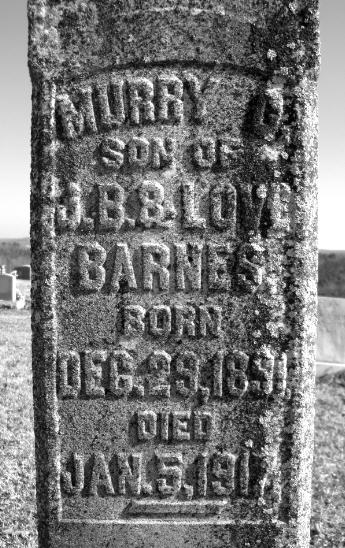 MURRY C.
SON OF
J.B.& LOVE
BARNES
BORN
DEC.29,1891,
DIED
JAN.5,1917,